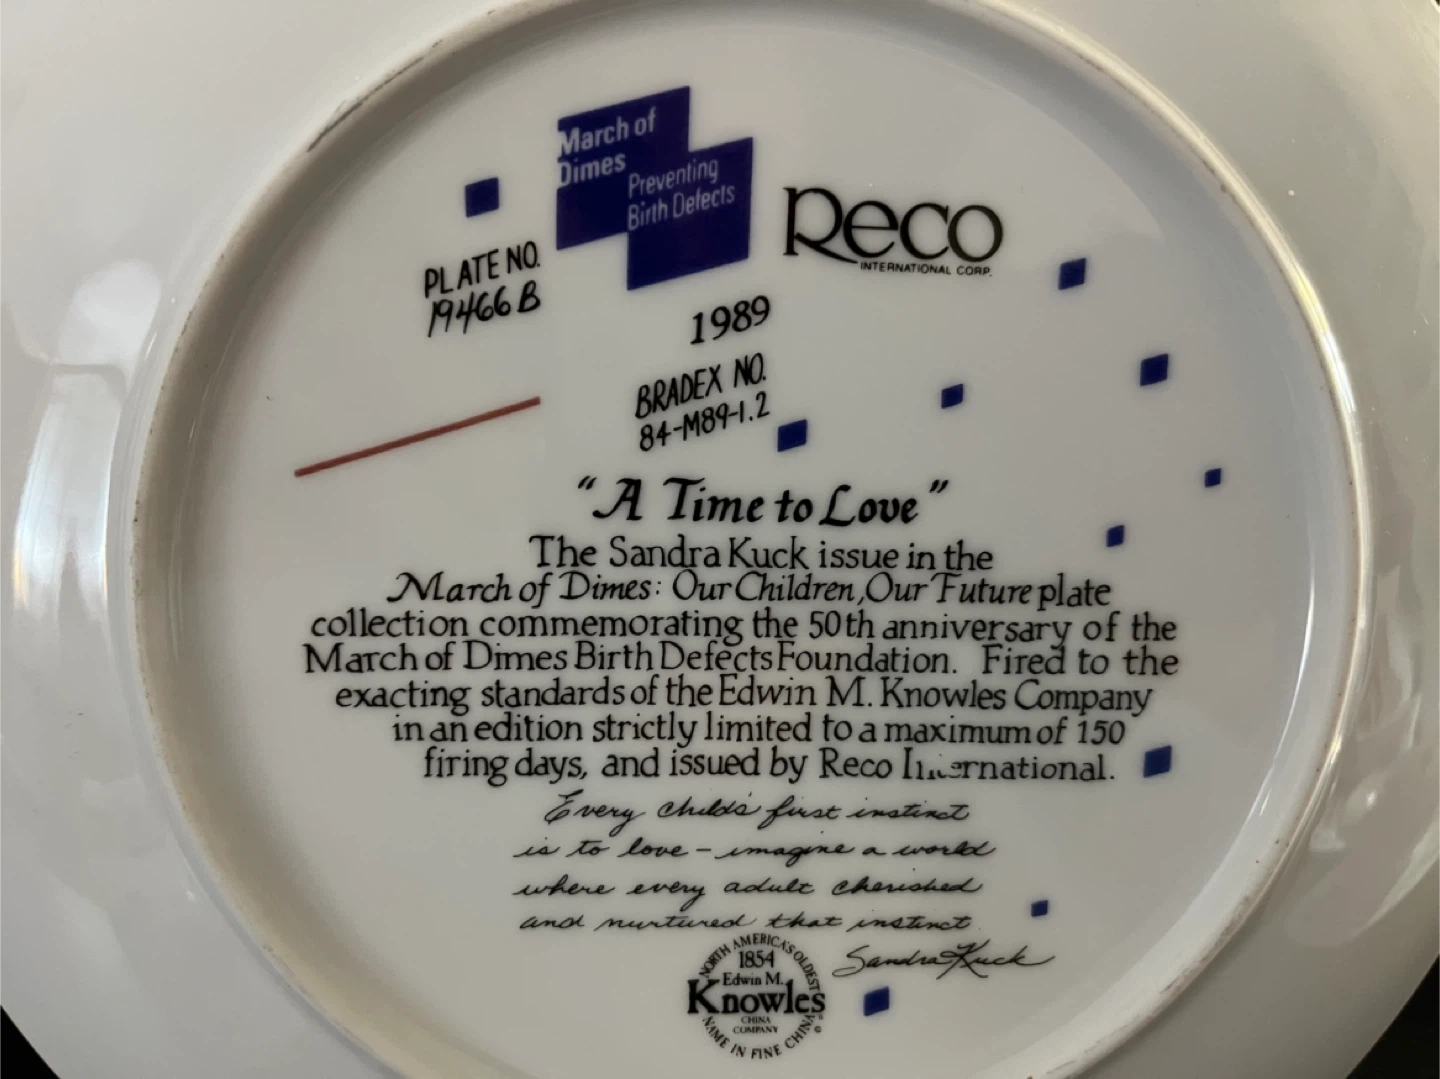 March of
Dimes
Preventing
Birth Defects
Reco
INTERNATIONAL CORP.
PLATE NO.
19466 B
1989
BRADEX NO.
84-M89-1.2
“A Time to Love”
The Sandra Kuck issue in the
March of Dimes: Our Children, Our Future plate
collection commemorating the 50th anniversary of the
March of Dimes Birth Defects Foundation. Fired to the
exacting standards of the Edwin M. Knowles Company
in an edition strictly limited to a maximum of 150
firing days, and issued by Reco International.
Every child's first instinct
is to love – imagine a world
where every adult cherished
and nurtured that instinct
Sandra Kuck
NORTH AMERICA'S OLDEST
1854
Edwin M.
Knowles
CHINA
COMPANY
NAME IN FINE CHINA
©